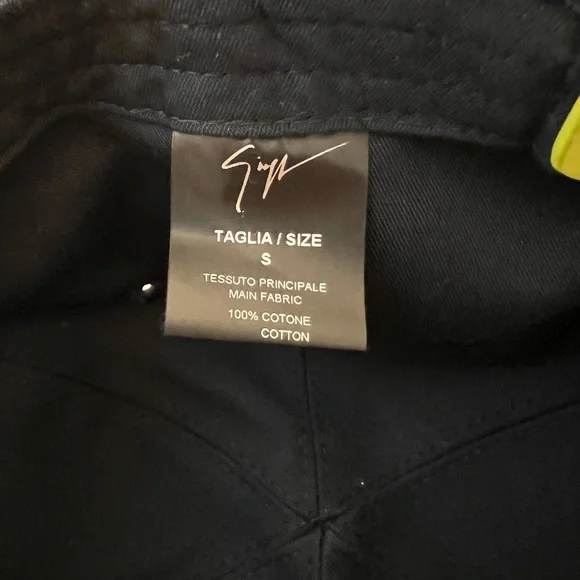 TAGLIA / SIZE
S
TESSUTO PRINCIPALE
MAIN FABRIC
100% COTONE
COTTON